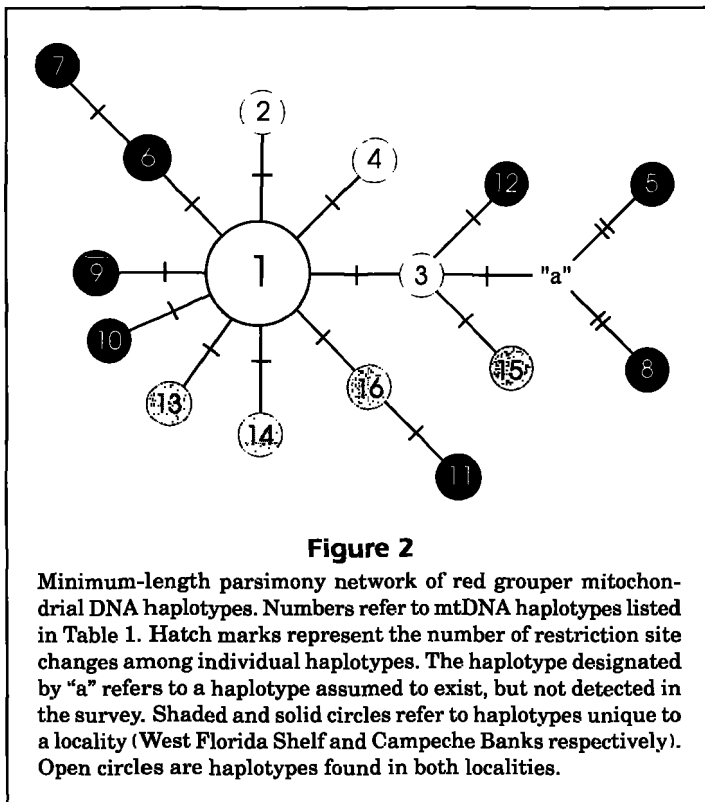 7
2
6
4
12
5
9
1
3
"a"
10
13
14
16
15
8
11
Figure 2
Minimum-length parsimony network of red grouper mitochon-
drial DNA haplotypes. Numbers refer to mtDNA haplotypes listed
in Table 1. Hatch marks represent the number of restriction site
changes among individual haplotypes. The haplotype designated
by "a" refers to a haplotype assumed to exist, but not detected in
the survey. Shaded and solid circles refer to haplotypes unique to
a locality (West Florida Shelf and Campeche Banks respectively).
Open circles are haplotypes found in both localities.